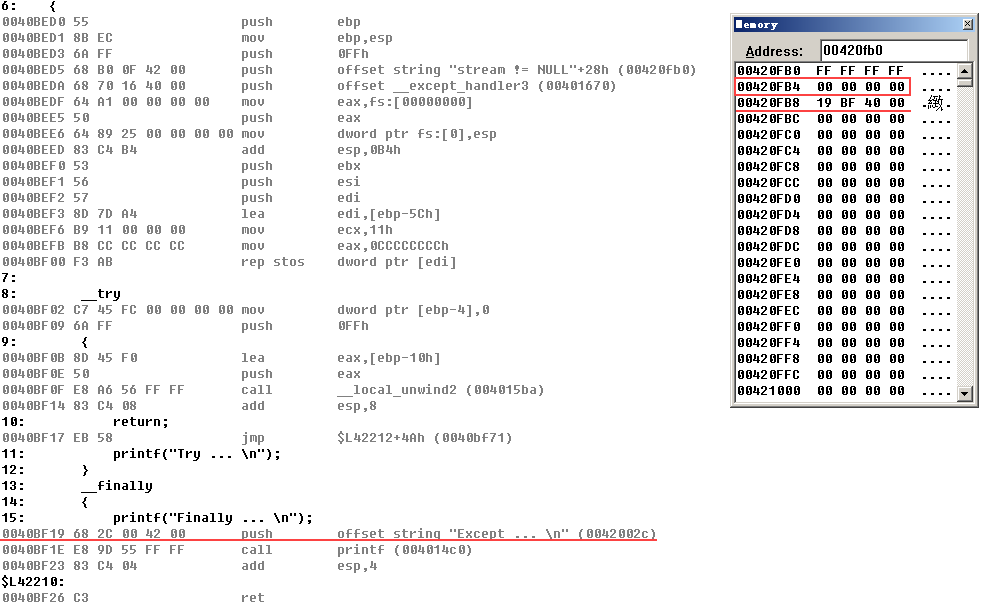 6:    {
0040BED0 55                   push        ebp
0040BED1 8B EC                mov         ebp,esp
0040BED3 6A FF                push        0FFh
0040BED5 68 B0 0F 42 00       push        offset string "stream != NULL"+28h (00420fb0)
0040BEDA 68 70 16 40 00       push        offset __except_handler3 (00401670)
0040BEDF 64 A1 00 00 00 00    mov         eax,fs:[00000000]
0040BEE5 50                   push        eax
0040BEE6 64 89 25 00 00 00 00 mov         dword ptr fs:[0],esp
0040BEED 83 C4 B4             add         esp,0B4h
0040BEF0 53                   push        ebx
0040BEF1 56                   push        esi
0040BEF2 57                   push        edi
0040BEF3 8D 7D A4             lea         edi,[ebp-5Ch]
0040BEF6 B9 11 00 00 00       mov         ecx,11h
0040BEFB B8 CC CC CC CC       mov         eax,0CCCCCCCCh
0040BF00 F3 AB                rep stos    dword ptr [edi]
7:
8:        __try
0040BF02 C7 45 FC 00 00 00 00 mov         dword ptr [ebp-4],0
0040BF09 6A FF                push        0FFh
9:        {
0040BF0B 8D 45 F0             lea         eax,[ebp-10h]
0040BF0E 50                   push        eax
0040BF0F E8 A6 56 FF FF       call        __local_unwind2 (004015ba)
0040BF14 83 C4 08             add         esp,8
10:           return;
0040BF17 EB 58                jmp         $L42212+4Ah (0040bf71)
11:           printf("Try ... \n");
12:       }
13:       __finally
14:       {
15:           printf("Finally ... \n");
0040BF19 68 2C 00 42 00       push        offset string "Except ... \n" (0042002c)
0040BF1E E8 9D 55 FF FF       call        printf (004014c0)
0040BF23 83 C4 04             add         esp,4
$L42210:
0040BF26 C3                   ret
Memory
Address: 00420fb0
00420FB0  FF FF FF FF  ....
00420FB4  00 00 00 00  ....
00420FB8  19 BF 40 00  .緻.
00420FBC  00 00 00 00  ....
00420FC0  00 00 00 00  ....
00420FC4  00 00 00 00  ....
00420FC8  00 00 00 00  ....
00420FCC  00 00 00 00  ....
00420FD0  00 00 00 00  ....
00420FD4  00 00 00 00  ....
00420FD8  00 00 00 00  ....
00420FDC  00 00 00 00  ....
00420FE0  00 00 00 00  ....
00420FE4  00 00 00 00  ....
00420FE8  00 00 00 00  ....
00420FEC  00 00 00 00  ....
00420FF0  00 00 00 00  ....
00420FF4  00 00 00 00  ....
00420FF8  00 00 00 00  ....
00420FFC  00 00 00 00  ....
00421000  00 00 00 00  ....